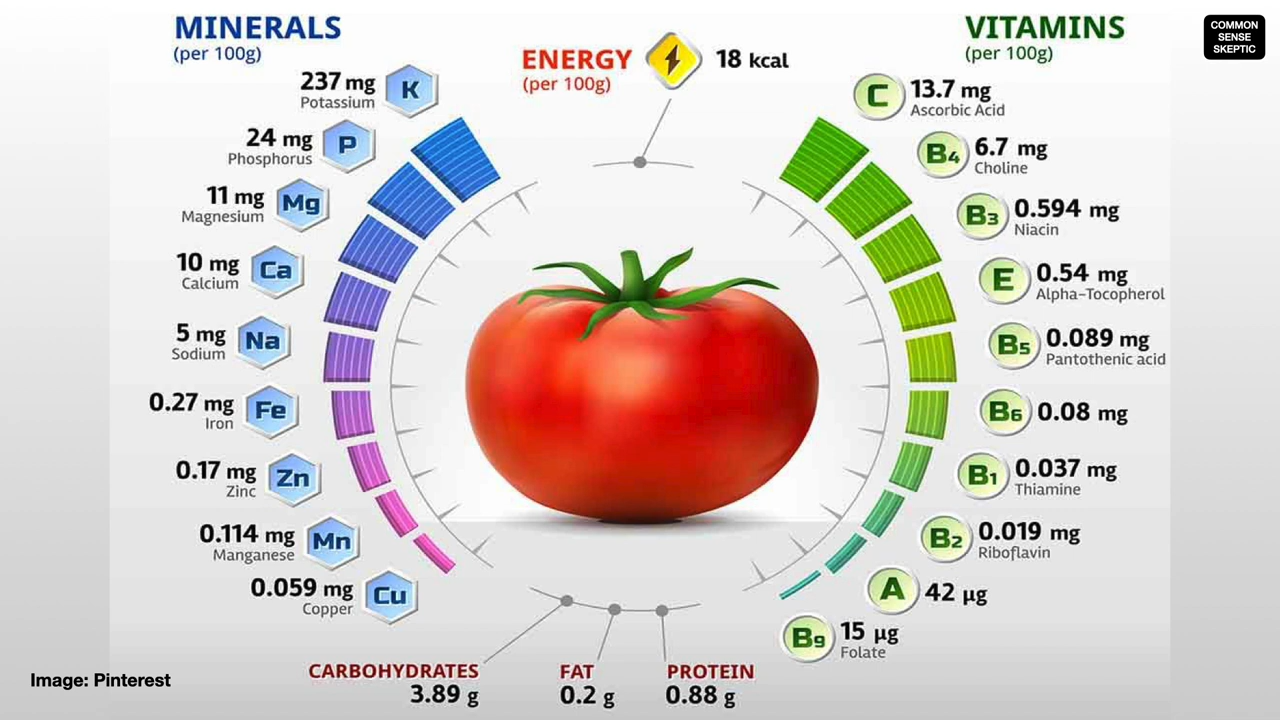 MINERALS
(per 100g)
237 mg
Potassium
K
24 mg
Phosphorus
P
11 mg
Magnesium
Mg
10 mg
Calcium
Ca
5 mg
Sodium
Na
0.27 mg
Iron
Fe
0.17 mg
Zinc
Zn
0.114 mg
Manganese
Mn
0.059 mg
Copper
Cu
ENERGY
(per 100g)
18 kcal
VITAMINS
(per 100g)
C
13.7 mg
Ascorbic Acid
B4
6.7 mg
Choline
B3
0.594 mg
Niacin
E
0.54 mg
Alpha-Tocopherol
B5
0.089 mg
Pantothenic acid
B6
0.08 mg
B1
0.037 mg
Thiamine
B2
0.019 mg
Riboflavin
A
42 µg
B9
15 µg
Folate
CARBOHYDRATES
3.89 g
FAT
0.2 g
PROTEIN
0.88 g
Image: Pinterest
COMMON
SENSE
SKEPTIC